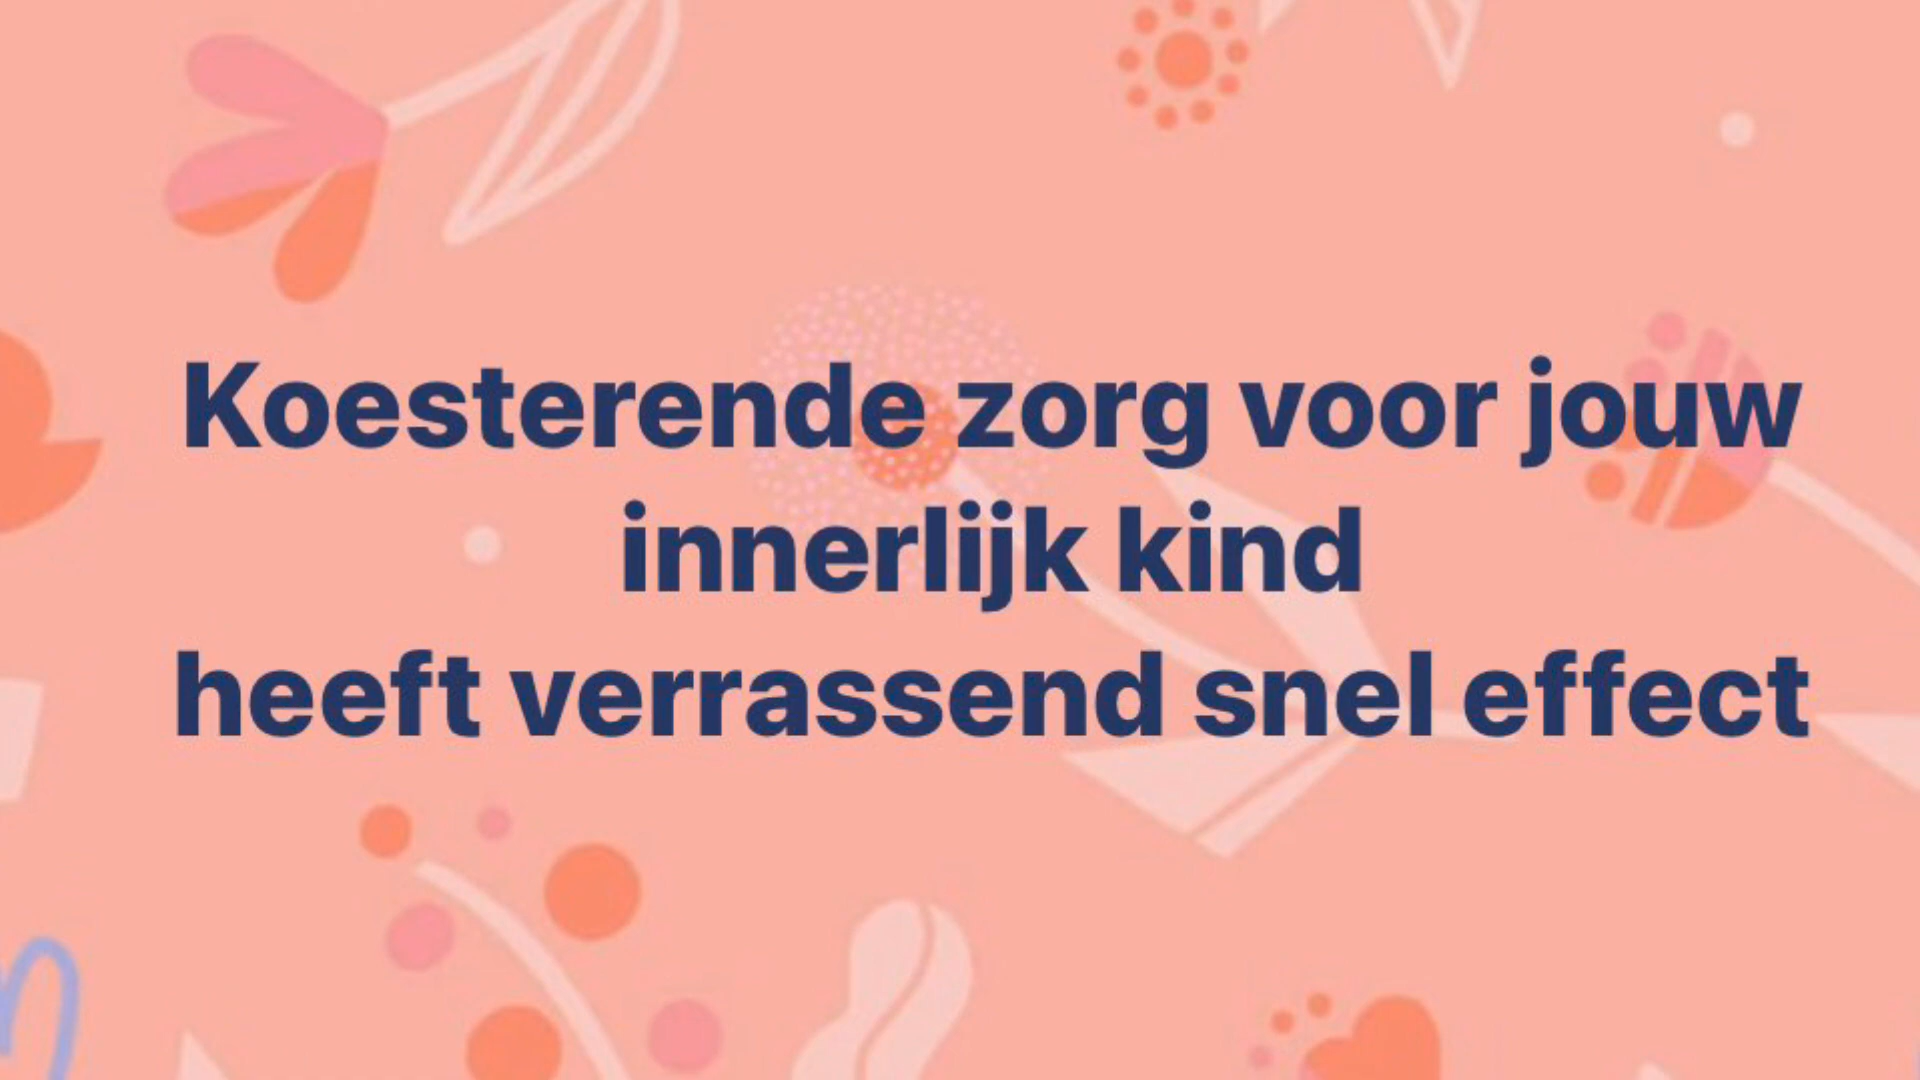 Koesterende zorg voor jouw
innerlijk kind
heeft verrassend snel effect